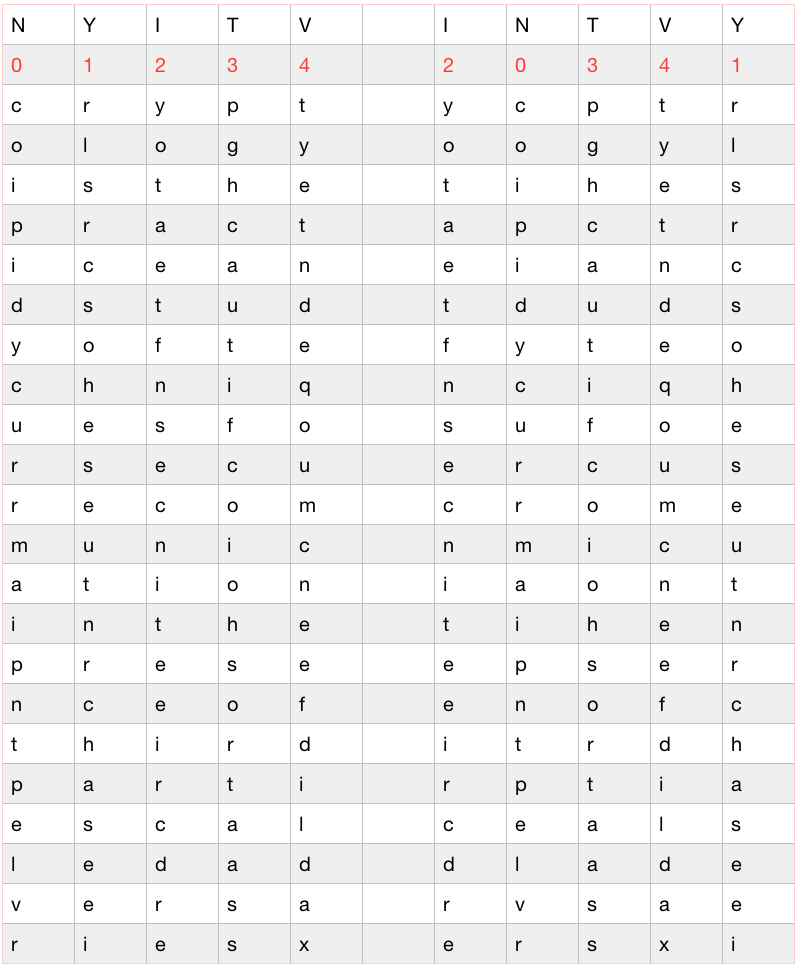 N Y I T V I N T V Y
0 1 2 3 4 2 0 3 4 1
c r y p t y c p t r
o l o g y o o g y l
i s t h e t i h e s
p r a c t a p c t r
i c e a n e i a n c
d s t u d t d u d s
y o f t e f y t e o
c h n i q n c i q h
u e s f o s u f o e
r s e c u e r c u s
r e c o m c r o m e
m u n i c n m i c u
a t i o n i a o n t
i n t h e t i h e n
p r e s e e p s e r
n c e o f e n o f c
t h i r d i t r d h
p a r t i r p t i a
e s c a l c e a l s
l e d a d d l a d e
v e r s a r v s a e
r i e s x e r s x i